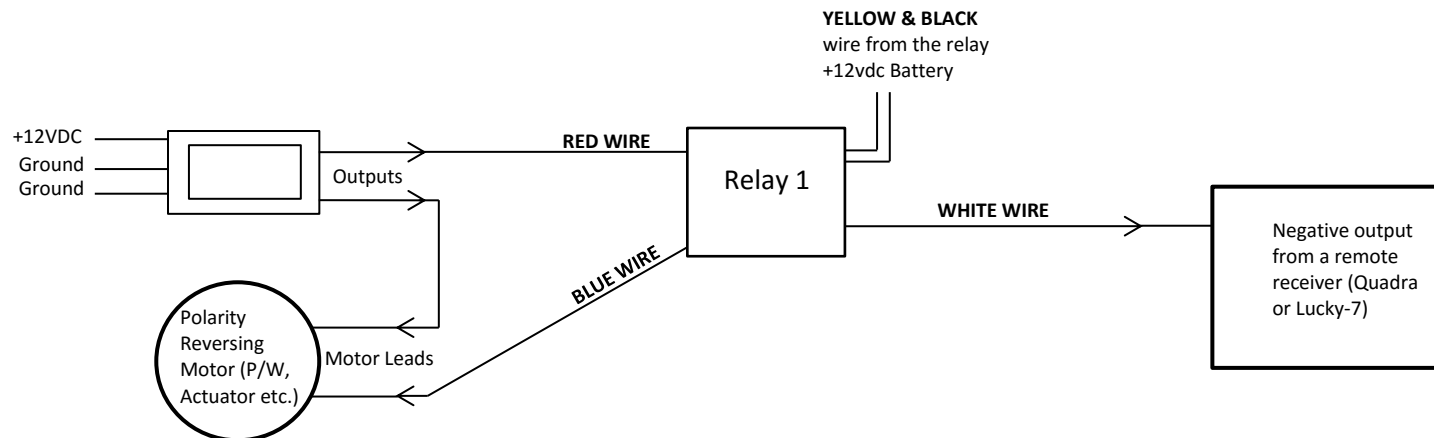 YELLOW & BLACK
wire from the relay
+12vdc Battery
+12VDC
Ground
Ground
Outputs
RED WIRE
Relay 1
WHITE WIRE
BLUE WIRE
Negative output
from a remote
receiver (Quadra
or Lucky-7)
Polarity
Reversing
Motor (P/W,
Actuator etc.)
Motor Leads